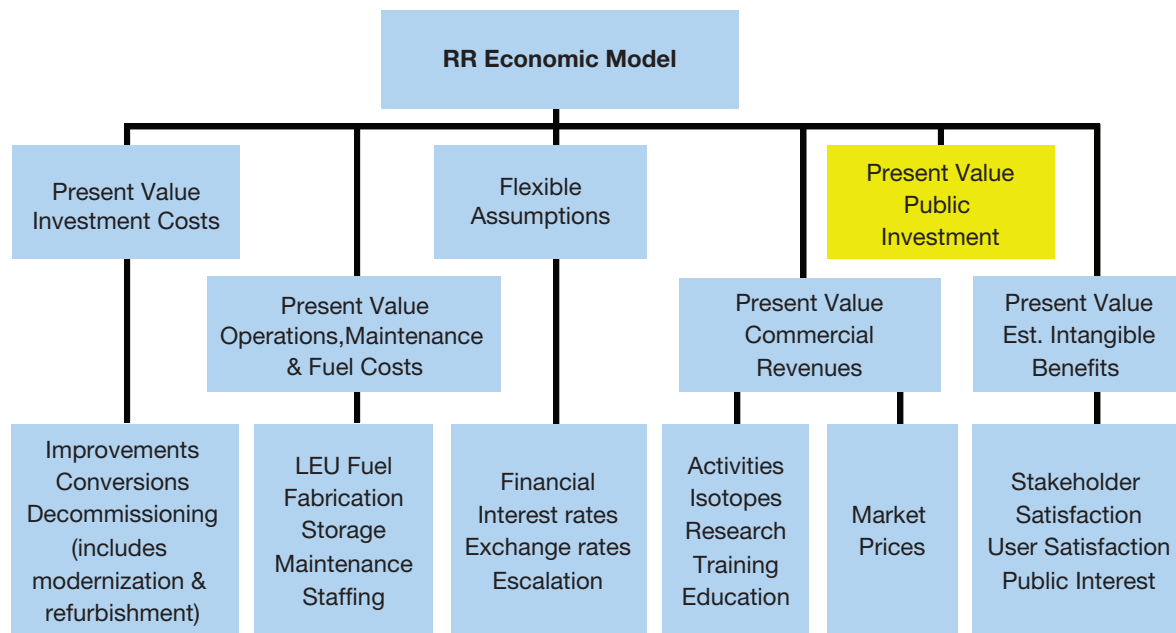 RR Economic Model
Present Value
Investment Costs
Flexible
Assumptions
Present Value
Public
Investment
Present Value
Operations,Maintenance
& Fuel Costs
Present Value
Commercial
Revenues
Present Value
Est. Intangible
Benefits
Improvements
Conversions
Decommissioning
(includes
modernization &
refurbishment)
LEU Fuel
Fabrication
Storage
Maintenance
Staffing
Financial
Interest rates
Exchange rates
Escalation
Activities
Isotopes
Research
Training
Education
Market
Prices
Stakeholder
Satisfaction
User Satisfaction
Public Interest